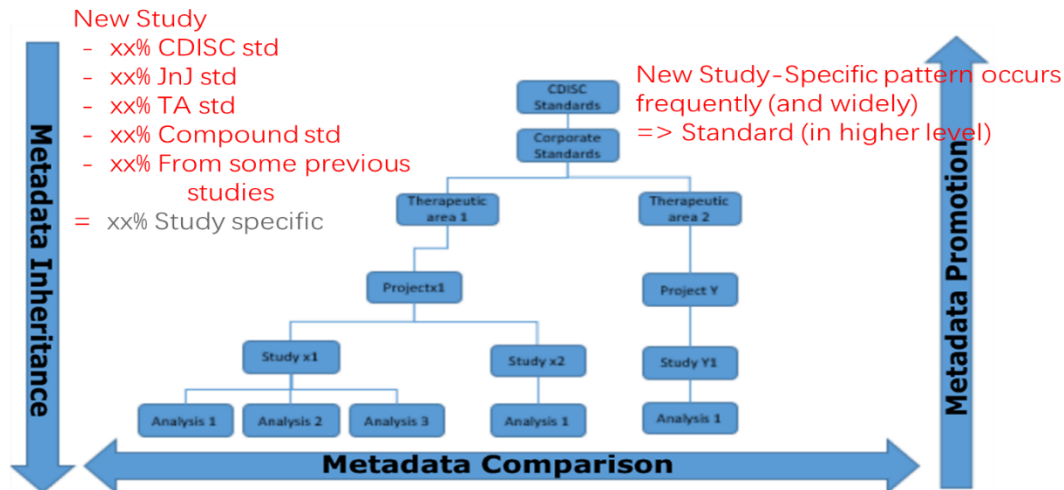 New Study
- xx% CDISC std
- xx% JnJ std
- xx% TA std
- xx% Compound std
- xx% From some previous
studies
= xx% Study specific
New Study-Specific pattern occurs
frequently (and widely)
=> Standard (in higher level)
Metadata Inheritance
CDISC
Standards
Corporate
Standards
Therapeutic
area 1
Therapeutic
area 2
Projectx1
Project Y
Study x1
Study x2
Study Y1
Analysis 1
Analysis 2
Analysis 3
Analysis 1
Analysis 1
Metadata Promotion
Metadata Comparison